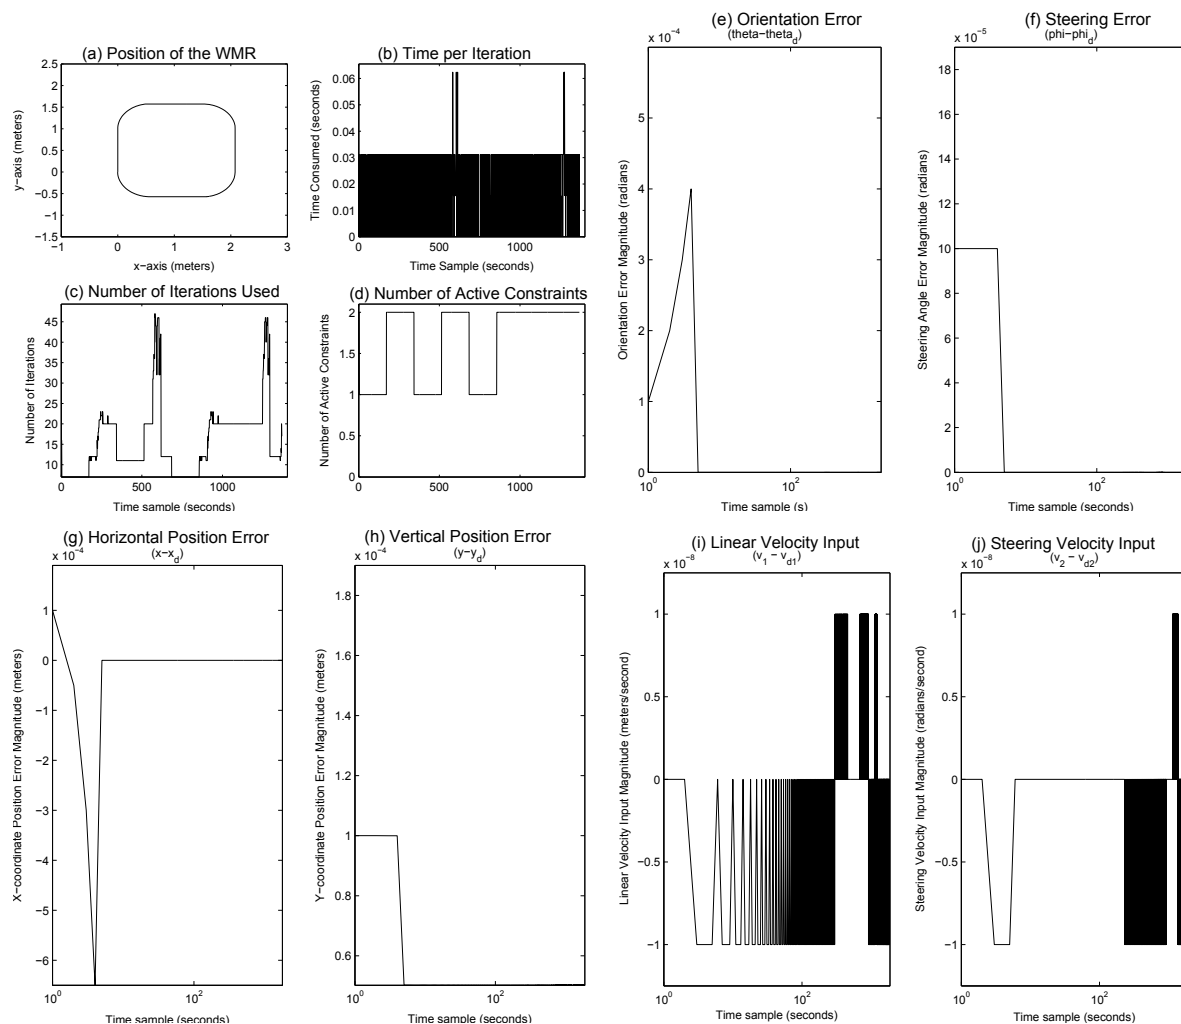 (a) Position of the WMR
2.5
2
1.5
1
0.5
0
−0.5
−1
1.5
−1
0
1
2
3
y−axis (meters)
x−axis (meters)
(b) Time per Iteration
0.06
0.05
0.04
0.03
0.02
0.01
0
0
500
1000
Time Consumed (seconds)
Time Sample (seconds)
(c) Number of Iterations Used
45
40
35
30
25
20
15
10
0
500
1000
Number of Iterations
Time sample (seconds)
(d) Number of Active Constraints
2
1.5
1
0.5
0
0
500
1000
Number of Active Constraints
Time sample (seconds)
(e) Orientation Error
(theta−theta_d)
x 10^−4
5
4
3
2
1
0
10^0
10^2
Orientation Error Magnitude (radians)
Time sample (s)
(f) Steering Error
(phi−phi_d)
x 10^−5
18
16
14
12
10
8
6
4
2
0
10^0
10^2
Steering Angle Error Magnitude (radians)
Time sample (seconds)
(g) Horizontal Position Error
(x−x_d)
x 10^−4
1
0
−1
−2
−3
−4
−5
−6
10^0
10^2
X−coordinate Position Error Magnitude (meters)
Time sample (seconds)
(h) Vertical Position Error
(y−y_d)
x 10^−4
1.8
1.6
1.4
1.2
1
0.8
0.6
10^0
10^2
Y−coordinate Position Error Magnitude (meters)
Time sample (seconds)
(i) Linear Velocity Input
(v_1 − v_d1)
x 10^−8
1
0.5
0
−0.5
−1
10^0
10^2
Linear Velocity Input Magnitude (meters/second)
Time sample (seconds)
(j) Steering Velocity Input
(v_2 − v_d2)
x 10^−8
1
0.5
0
−0.5
−1
10^0
10^2
Steering Velocity Input Magnitude (radians/second)
Time sample (seconds)